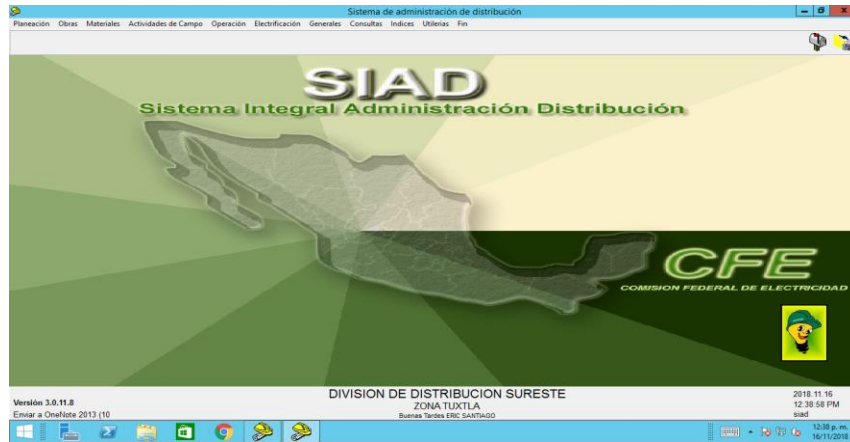 Sistema de administración de distribución
Planeación Obras Materiales Actividades de Campo Operación Electrificación Generales Consultas Indices Utilerias Fin
SIAD
Sistema Integral Administración Distribución
CFE
COMISION FEDERAL DE ELECTRICIDAD
DIVISION DE DISTRIBUCION SURESTE
ZONA TUXTLA
Buenas Tardes ERIC SANTIAGO
Versión 3.0.11.8
Enviar a OneNote 2013 (10
2018.11.16
12:38:58 PM
siad
12:38 p. m.
16/11/2018